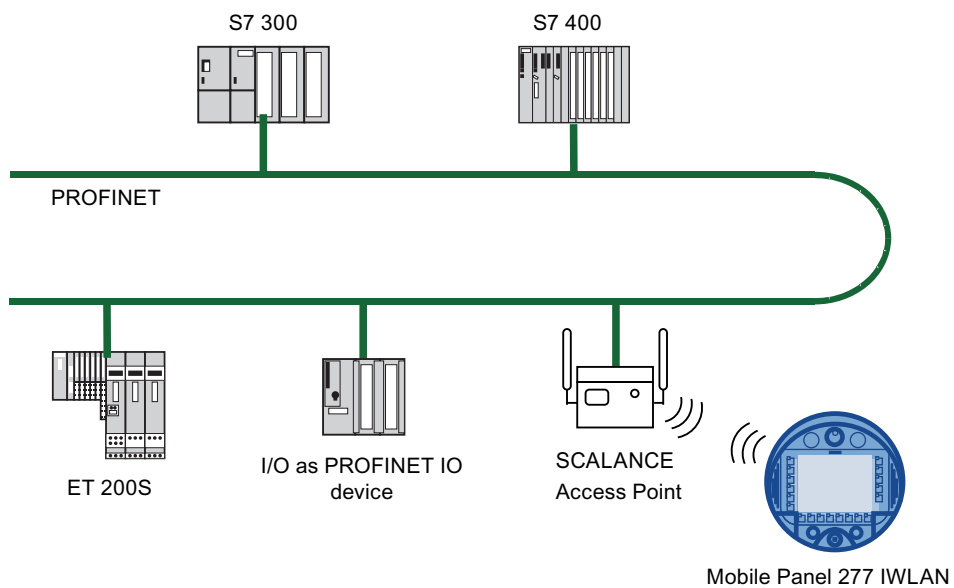 S7 300
S7 400
PROFINET
ET 200S
I/O as PROFINET IO
device
SCALANCE
Access Point
Mobile Panel 277 IWLAN